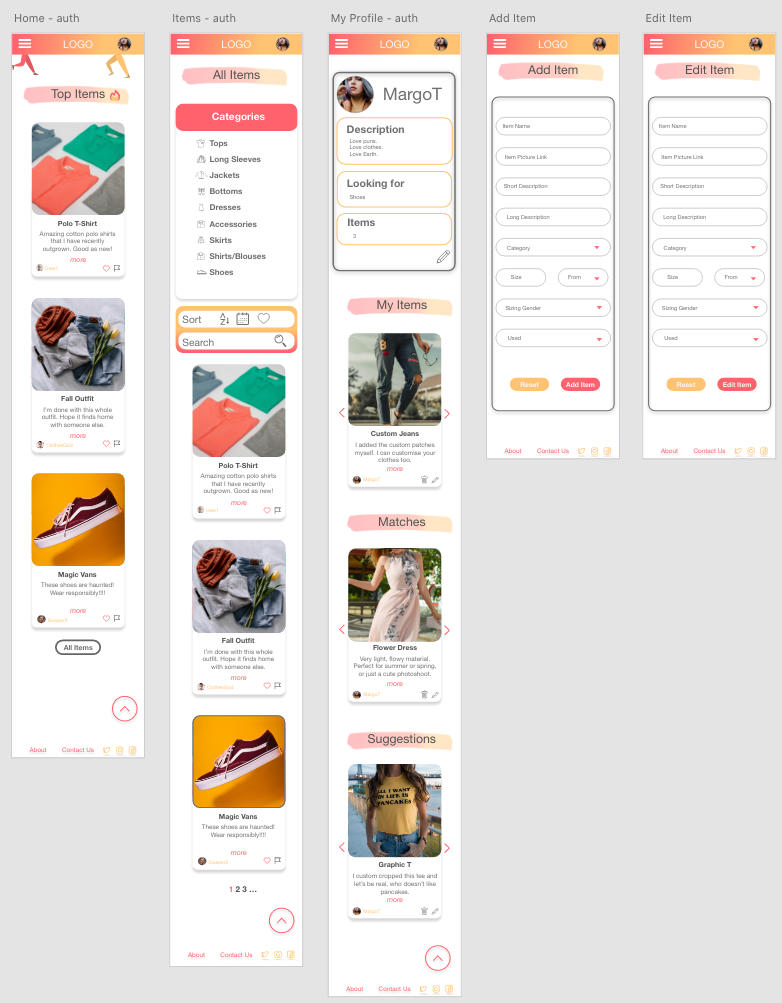 Home - auth
LOGO
Top Items
Polo T-Shirt
Amazing cotton polo shirts
that I have recently
outgrown. Good as new!
more
Fall Outfit
I'm done with this whole
outfit. Hope it finds home
with someone else.
more
ClothesGod
Magic Vans
These shoes are haunted!
Wear responsibly!!!!
more
All Items
About
Contact Us
Items - auth
LOGO
All Items
Categories
Tops
Long Sleeves
Jackets
Bottoms
Dresses
Accessories
Skirts
Shirts/Blouses
Shoes
Sort
A
Z
Search
Polo T-Shirt
Amazing cotton polo shirts
that I have recently
outgrown. Good as new!
more
Fall Outfit
I'm done with this whole
outfit. Hope it finds home
with someone else.
more
ClothesGod
Magic Vans
These shoes are haunted!
Wear responsibly!!!!
more
1 2 3 ...
About
Contact Us
My Profile - auth
LOGO
MargoT
Description
Love puns.
Love clothes.
Love Earth.
Looking for
Shoes
Items
3
My Items
Custom Jeans
I added the custom patches
myself. I can customise your
clothes too.
more
MargoT
Matches
Flower Dress
Very light, flowy material.
Perfect for summer or spring,
or just a cute photoshoot.
more
MargoT
Suggestions
ALL I WANT
IN LIFE IS
PANCAKES
Graphic T
I custom cropped this tee and
let's be real, who doesn't like
pancakes.
more
MargoT
About
Contact Us
Add Item
LOGO
Add Item
Item Name
Item Picture Link
Short Description
Long Description
Category
Size
From
Sizing Gender
Used
Reset
Add Item
About
Contact Us
Edit Item
LOGO
Edit Item
Item Name
Item Picture Link
Short Description
Long Description
Category
Size
From
Sizing Gender
Used
Reset
Edit Item
About
Contact Us